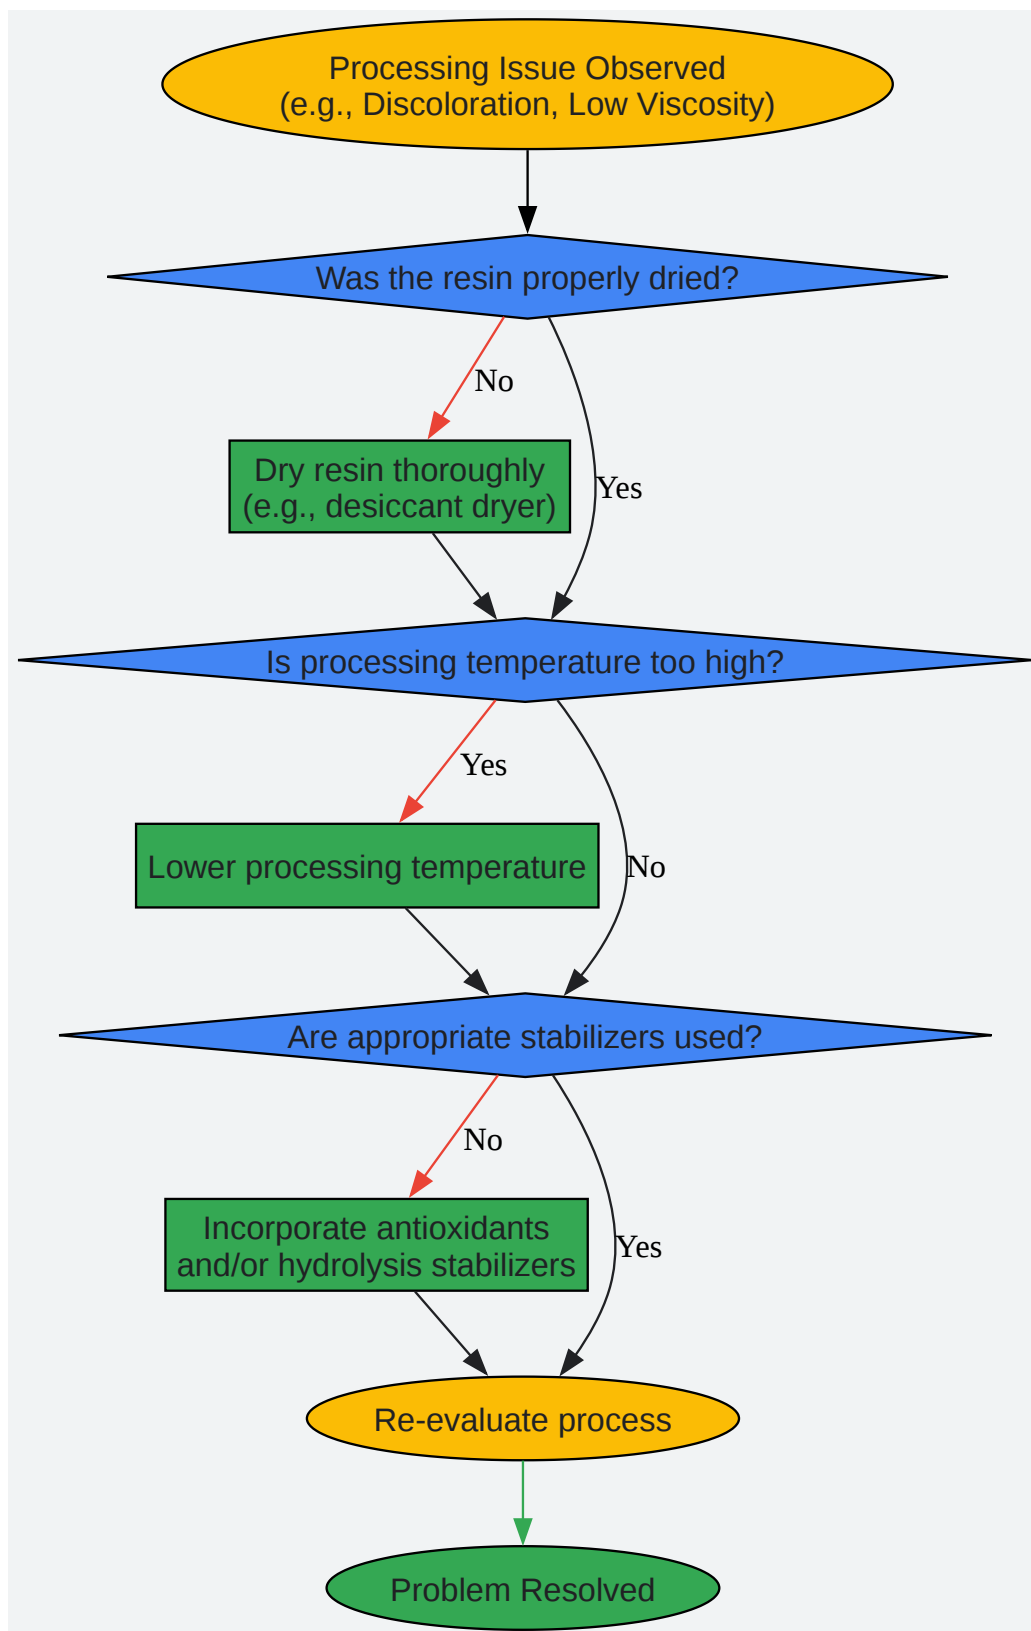 Processing Issue Observed
(e.g., Discoloration, Low Viscosity)
Was the resin properly dried?
No
Dry resin thoroughly
(e.g., desiccant dryer)
Yes
Is processing temperature too high?
Yes
Lower processing temperature
No
Are appropriate stabilizers used?
No
Incorporate antioxidants
and/or hydrolysis stabilizers
Yes
Re-evaluate process
Problem Resolved